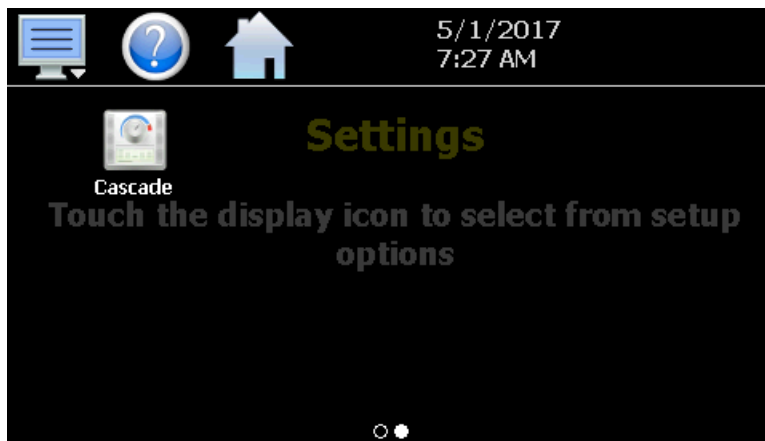 5/1/2017
7:27 AM
Settings
Cascade
Touch the display icon to select from setup
options